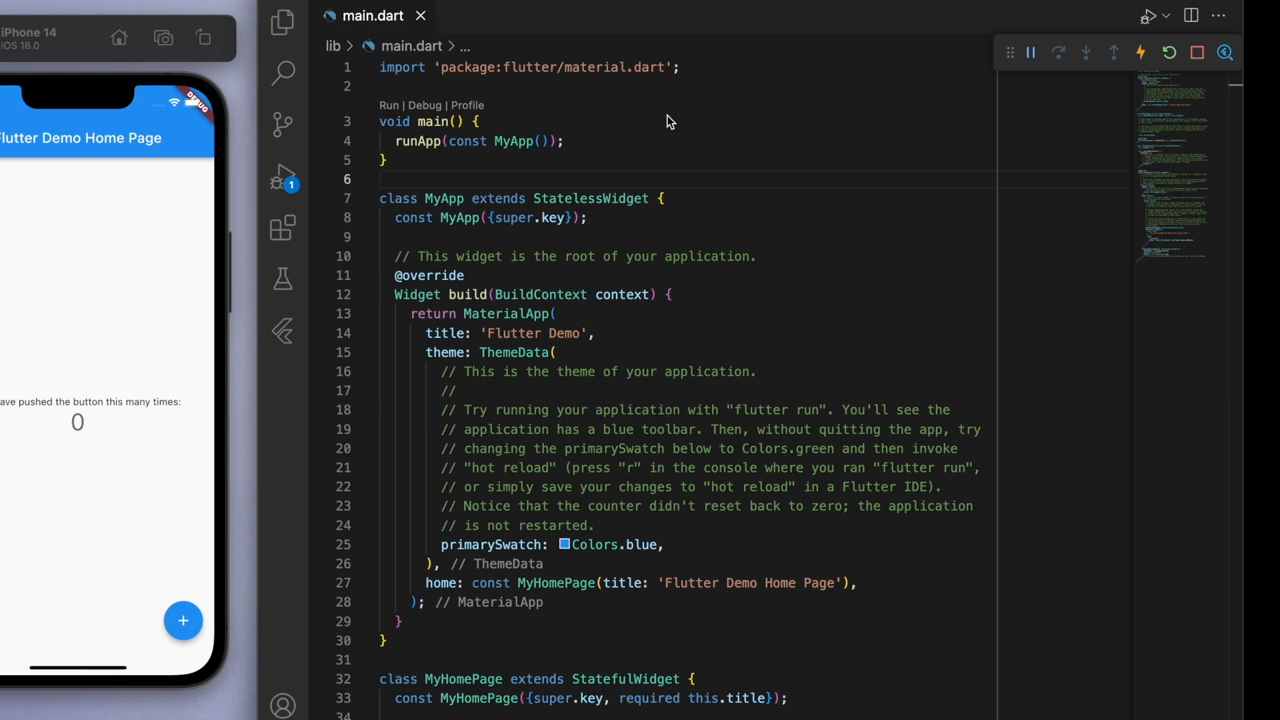 iPhone 14
iOS 16.0
DEBUG
Flutter Demo Home Page
ave pushed the button this many times:
0
+
1
main.dart
lib > main.dart > ...
1 import 'package:flutter/material.dart';
2
Run | Debug | Profile
3 void main() {
4 runApp(const MyApp());
5 }
6
7 class MyApp extends StatelessWidget {
8 const MyApp({super.key});
9
10 // This widget is the root of your application.
11 @override
12 Widget build(BuildContext context) {
13 return MaterialApp(
14 title: 'Flutter Demo',
15 theme: ThemeData(
16 // This is the theme of your application.
17 //
18 // Try running your application with "flutter run". You'll see the
19 // application has a blue toolbar. Then, without quitting the app, try
20 // changing the primarySwatch below to Colors.green and then invoke
21 // "hot reload" (press "r" in the console where you ran "flutter run",
22 // or simply save your changes to "hot reload" in a Flutter IDE).
23 // Notice that the counter didn't reset back to zero; the application
24 // is not restarted.
25 primarySwatch: Colors.blue,
26 ), // ThemeData
27 home: const MyHomePage(title: 'Flutter Demo Home Page'),
28 ); // MaterialApp
29 }
30 }
31
32 class MyHomePage extends StatefulWidget {
33 const MyHomePage({super.key, required this.title});
34